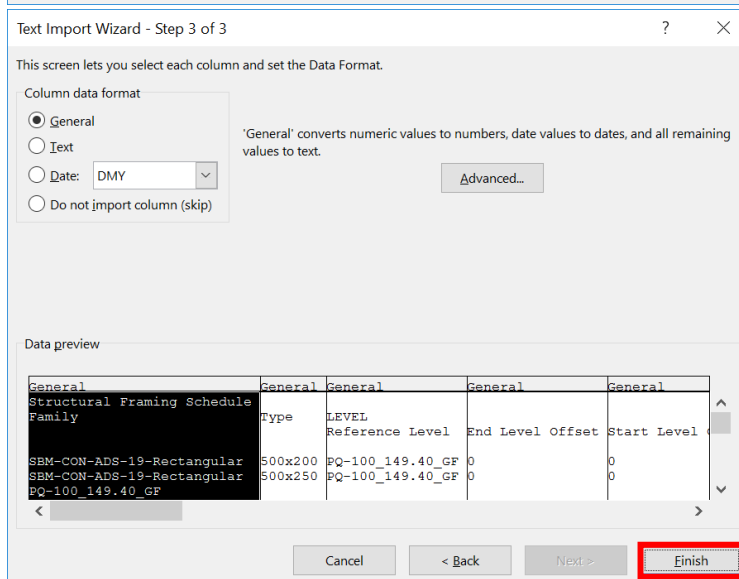 Text Import Wizard - Step 3 of 3
? ×
This screen lets you select each column and set the Data Format.
Column data format
General
Text
Date: DMY
Do not import column (skip)
'General' converts numeric values to numbers, date values to dates, and all remaining
values to text.
Advanced...
Data preview
General General General General General
Structural Framing Schedule
Family Type LEVEL
Reference Level End Level Offset Start Level
SBM-CON-ADS-19-Rectangular 500x200 PQ-100_149.40_GF 0 0
SBM-CON-ADS-19-Rectangular 500x250 PQ-100_149.40_GF 0 0
PQ-100_149.40_GF
Cancel < Back Next > Finish